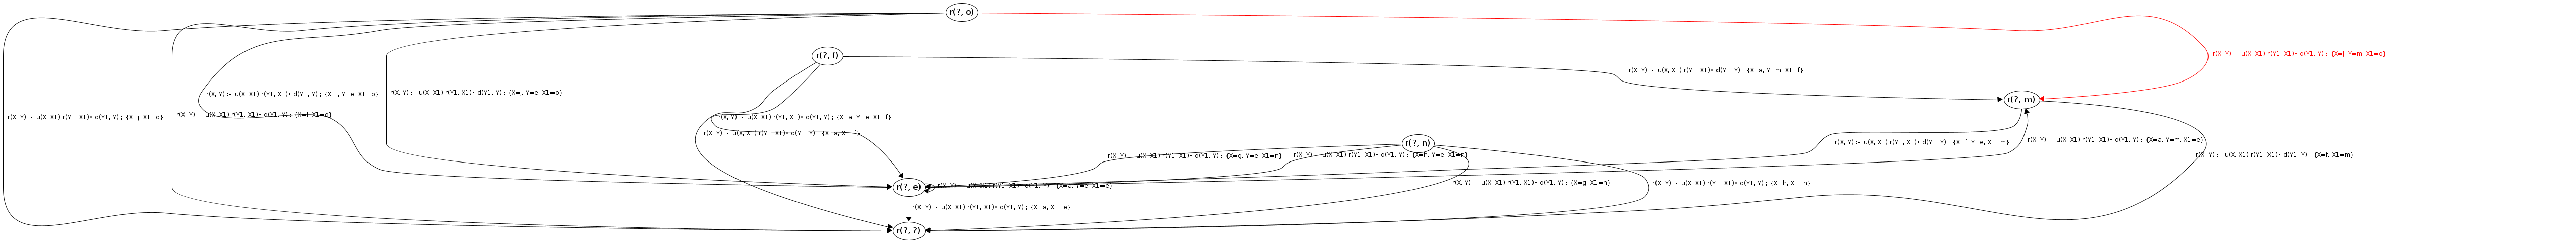 r(?, o)
r(X, Y) :- u(X, X1) r(Y1, X1)• d(Y1, Y) ; {X=j, Y=m, X1=o}
r(?, f)
r(X, Y) :- u(X, X1) r(Y1, X1)• d(Y1, Y) ; {X=a, Y=m, X1=f}
r(X, Y) :- u(X, X1) r(Y1, X1)• d(Y1, Y) ; {X=i, Y=e, X1=o}
r(X, Y) :- u(X, X1) r(Y1, X1)• d(Y1, Y) ; {X=j, Y=e, X1=o}
r(?, m)
r(X, Y) :- u(X, X1) r(Y1, X1)• d(Y1, Y) ; {X=j, X1=o}
r(X, Y) :- u(X, X1) r(Y1, X1)• d(Y1, Y) ; {X=i, X1=o}
r(X, Y) :- u(X, X1) r(Y1, X1)• d(Y1, Y) ; {X=a, Y=e, X1=f}
r(X, Y) :- u(X, X1) r(Y1, X1)• d(Y1, Y) ; {X=a, X1=f}
r(?, n)
r(X, Y) :- u(X, X1) r(Y1, X1)• d(Y1, Y) ; {X=f, Y=e, X1=m}
r(X, Y) :- u(X, X1) r(Y1, X1)• d(Y1, Y) ; {X=a, Y=m, X1=e}
r(X, Y) :- u(X, X1) r(Y1, X1)• d(Y1, Y) ; {X=g, Y=e, X1=n}
r(X, Y) :- u(X, X1) r(Y1, X1)• d(Y1, Y) ; {X=h, Y=e, X1=n}
r(X, Y) :- u(X, X1) r(Y1, X1)• d(Y1, Y) ; {X=f, X1=m}
r(?, e)
r(X, Y) :- u(X, X1) r(Y1, X1)• d(Y1, Y) ; {X=a, Y=e, X1=e}
r(X, Y) :- u(X, X1) r(Y1, X1)• d(Y1, Y) ; {X=g, X1=n}
r(X, Y) :- u(X, X1) r(Y1, X1)• d(Y1, Y) ; {X=h, X1=n}
r(X, Y) :- u(X, X1) r(Y1, X1)• d(Y1, Y) ; {X=a, X1=e}
r(?, ?)